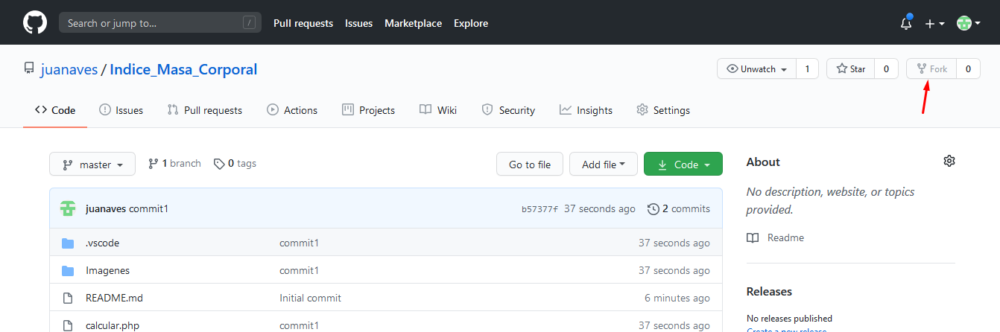 Search or jump to... / Pull requests Issues Marketplace Explore
juanaves / Indice_Masa_Corporal Unwatch 1 Star 0 Fork 0
Code Issues Pull requests Actions Projects Wiki Security Insights Settings
master 1 branch 0 tags Go to file Add file Code
About
juanaves commit1 b57377f 37 seconds ago 2 commits
No description, website, or topics
provided.
.vscode commit1 37 seconds ago
Readme
Imagenes commit1 37 seconds ago
README.md Initial commit 6 minutes ago
Releases
No releases published
calcular.php commit1 37 seconds ago
Create a new release